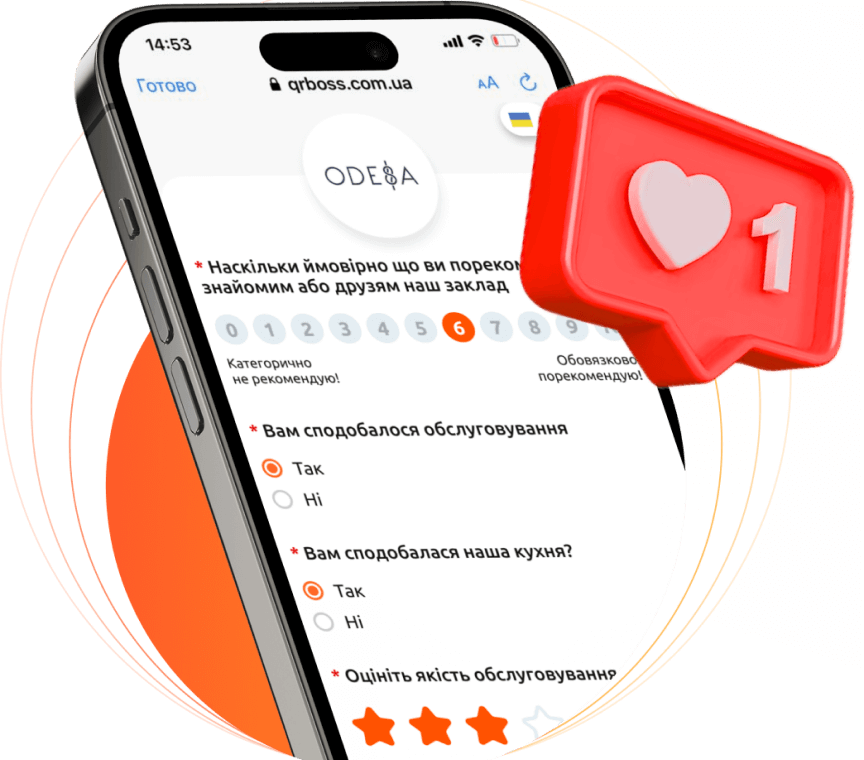 14:53
Готово
qrboss.com.ua
AA
ODESA
* Наскільки ймовірно що ви
знайомим або друзям наш заклад
0 1 2 3 4 5 6 7 8 9
Категорично
не рекомендую!
Обовязково
порекомендую!
* Вам сподобалося обслуговування
Так
Ні
* Вам сподобалася наша кухня?
Так
Ні
* Оцініть якість обслуговування
1